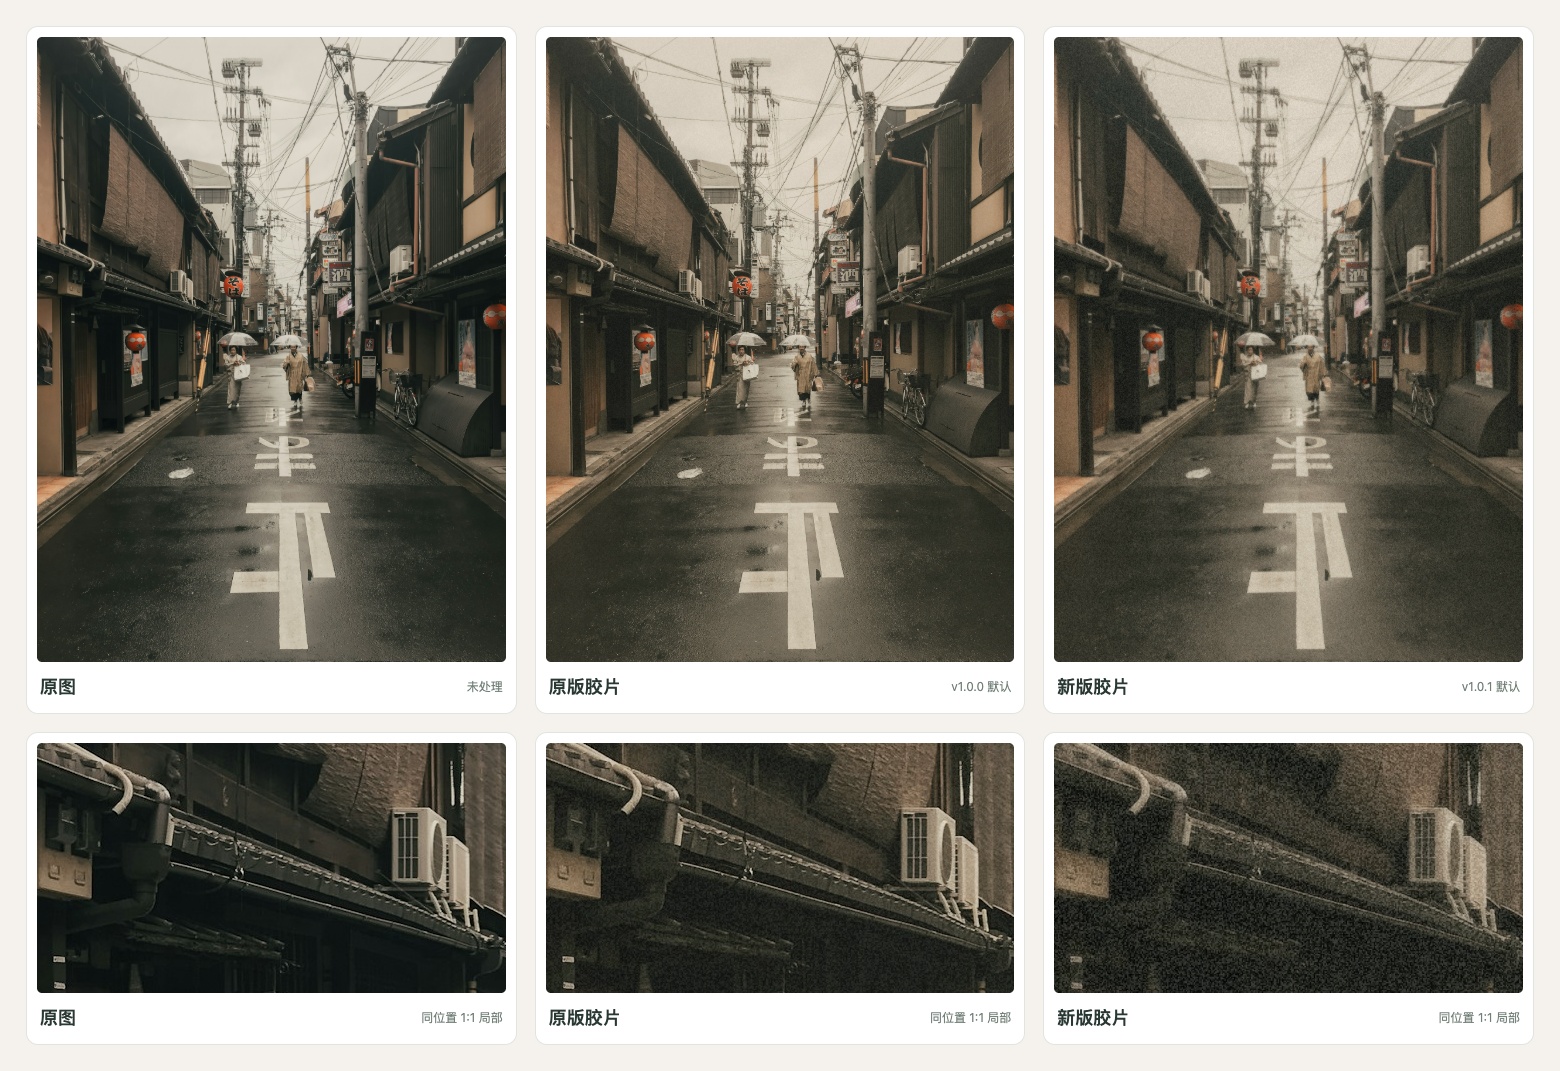 原图
未处理
原版胶片
v1.0.0 默认
新版胶片
v1.0.1 默认
原图
同位置 1:1 局部
原版胶片
同位置 1:1 局部
新版胶片
同位置 1:1 局部